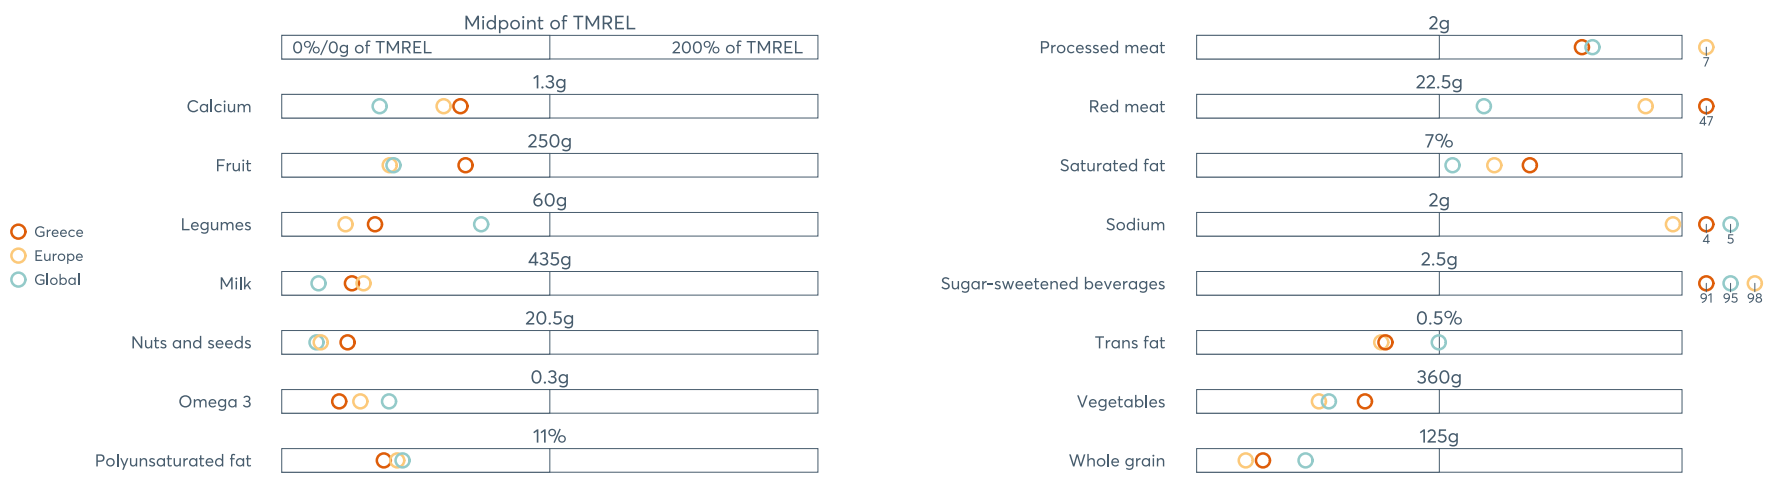 Midpoint of TMREL
0%/0g of TMREL 200% of TMREL
1.3g
Calcium
250g
Fruit
60g
Legumes
435g
Milk
20.5g
Nuts and seeds
0.3g
Omega 3
11%
Polyunsaturated fat
Greece
Europe
Global
2g
Processed meat
7
22.5g
Red meat
47
7%
Saturated fat
2g
Sodium
4 5
2.5g
Sugar-sweetened beverages
91 95 98
0.5%
Trans fat
360g
Vegetables
125g
Whole grain